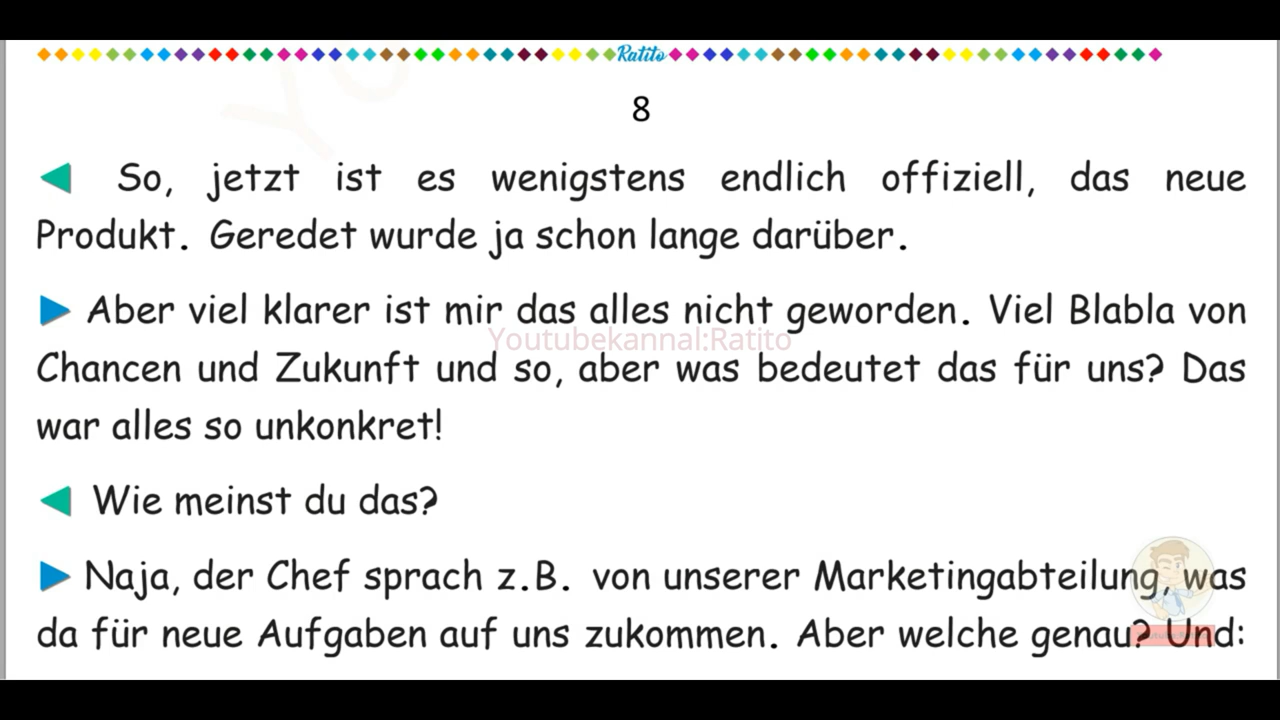 Ratito
8
So, jetzt ist es wenigstens endlich offiziell, das neue
Produkt. Geredet wurde ja schon lange darüber.
Aber viel klarer ist mir das alles nicht geworden. Viel Blabla von
Youtubekannal:Ratito
Chancen und Zukunft und so, aber was bedeutet das für uns? Das
war alles so unkonkret!
Wie meinst du das?
Naja, der Chef sprach z.B. von unserer Marketingabteilung, was
da für neue Aufgaben auf uns zukommen. Aber welche genau? Und: